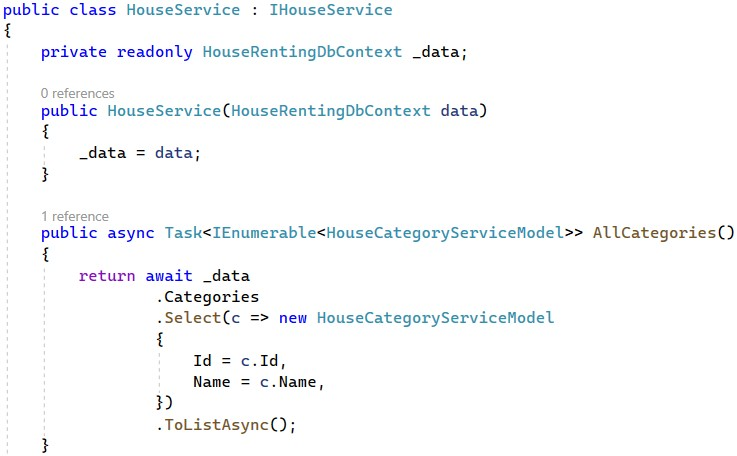 public class HouseService : IHouseService
{
private readonly HouseRentingDbContext _data;
0 references
public HouseService(HouseRentingDbContext data)
{
_data = data;
}
1 reference
public async Task<IEnumerable<HouseCategoryServiceModel>> AllCategories()
{
return await _data
.Categories
.Select(c => new HouseCategoryServiceModel
{
Id = c.Id,
Name = c.Name,
})
.ToListAsync();
}